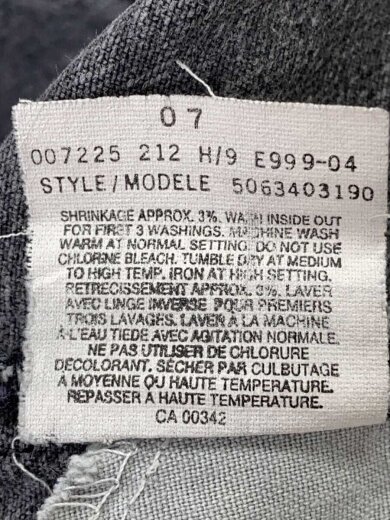 07
007225 212 H/9 E999-04
STYLE/MODELE 5063403190
SHRINKAGE APPROX. 3%. WASH INSIDE OUT
FOR FIRST 3 WASHINGS. MACHINE WASH
WARM AT NORMAL SETTING. DO NOT USE
CHLORINE BLEACH. TUMBLE DRY AT MEDIUM
TO HIGH TEMP. IRON AT HIGH SETTING.
RETRECISSEMENT APPROX. 3%. LAVER
AVEC LINGE INVERSE POUR PREMIERS
TROIS LAVAGES. LAVER A LA MACHINE
A L'EAU TIEDE AVEC AGITATION NORMALE.
NE PAS UTILISER DE CHLORURE
DECOLORANT. SÉCHER PAR CULBUTAGE
A MOYENNE OU HAUTE TEMPERATURE.
REPASSER A HAUTE TEMPERATURE.
CA 00342